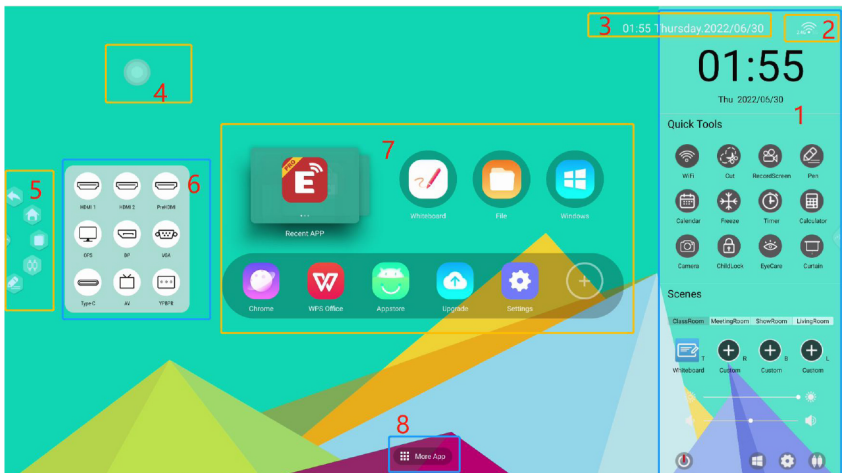 3
01:55 Thursday 2022/06/30
2
01:55
Thu 2022/06/30
1
4
Quick Tools
WiFi Cut RecordScreen Pen
Calendar Freeze Timer Calculator
Camera ChildLock EyeCare Curtain
5
6
HDMI 1 HDMI 2 PreHDMI
OPS DP VGA
Type C AV YPBPR
7
PRO
E
Recent APP
Whiteboard File Windows
Chrome WPS Office Appstore Upgrade Settings
Scenes
ClassRoom MeetingRoom ShowRoom LivingRoom
T R B L
Whiteboard Custom Custom Custom
8
More App